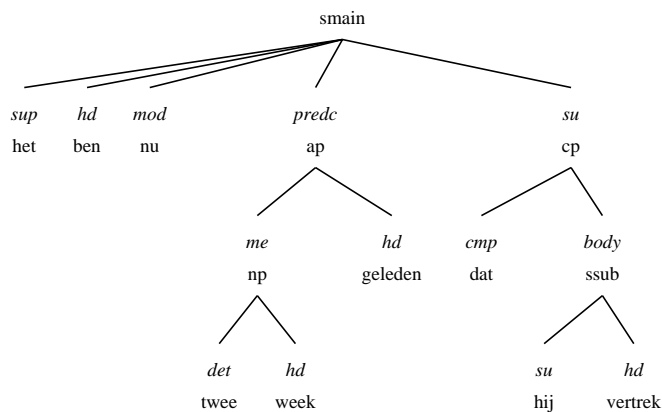 smain
sup hd mod predc su
het ben nu ap cp
me hd cmp body
np geleden dat ssub
det hd su hd
twee week hij vertrek